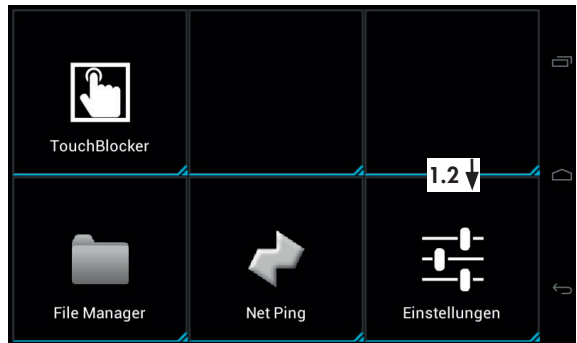 TouchBlocker
1.2
File Manager
Net Ping
Einstellungen